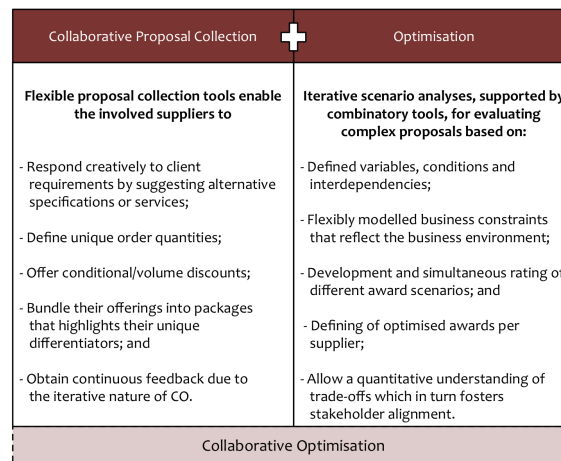 Collaborative Proposal Collection
Flexible proposal collection tools enable
the involved suppliers to
- Respond creatively to client
requirements by suggesting alternative
specifications or services;
- Define unique order quantities;
- Offer conditional/volume discounts;
- Bundle their offerings into packages
that highlights their unique
differentiators; and
- Obtain continuous feedback due to
the iterative nature of CO.
Optimisation
Iterative scenario analyses, supported by
combinatory tools, for evaluating
complex proposals based on:
- Defined variables, conditions and
interdependencies;
- Flexibly modelled business constraints
that reflect the business environment;
- Development and simultaneous rating of
different award scenarios; and
- Defining of optimised awards per
supplier;
- Allow a quantitative understanding of
trade-offs which in turn fosters
stakeholder alignment.
Collaborative Optimisation